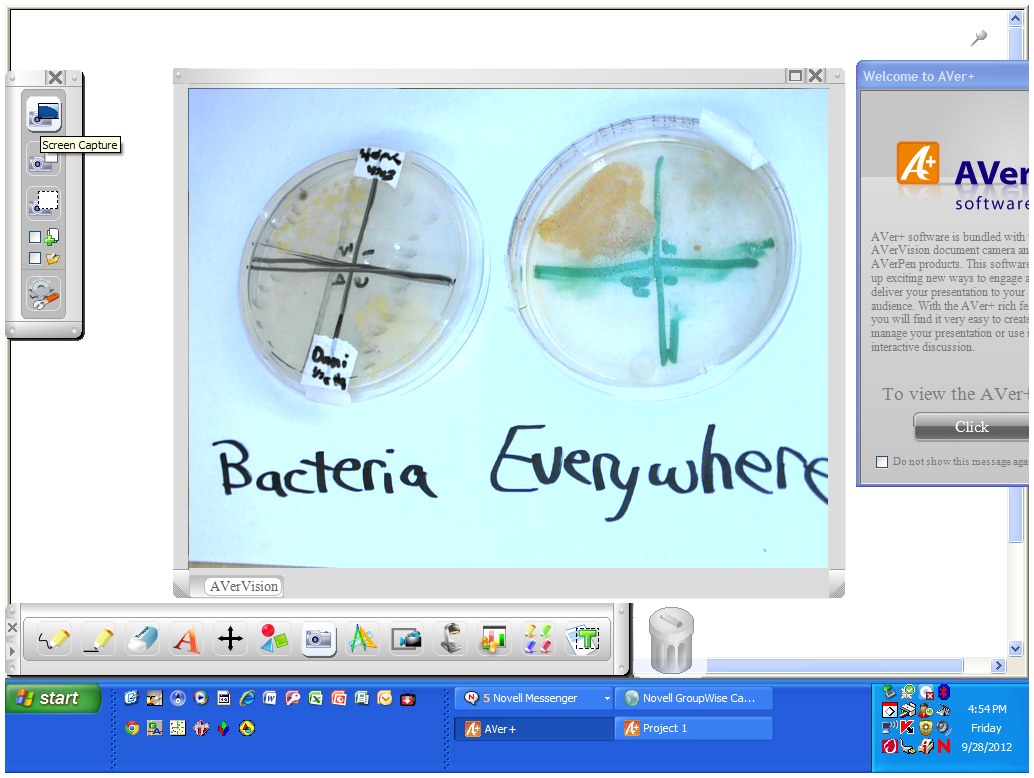 Screen Capture
Bacteria Everywhere
AVerVision
Welcome to AVer+
A+
AVer
software
AVer+ software is bundled with
AVerVision document camera an
AVerPen products. This software
up exciting new ways to engage a
deliver your presentation to your
audience. With the AVer+ rich fe
you will find it very easy to create
manage your presentation or use
interactive discussion.
To view the AVer+
Click
Do not show this message aga
start
5 Novell Messenger
Novell GroupWise Ca...
AVer+
Project 1
4:54 PM
Friday
9/28/2012